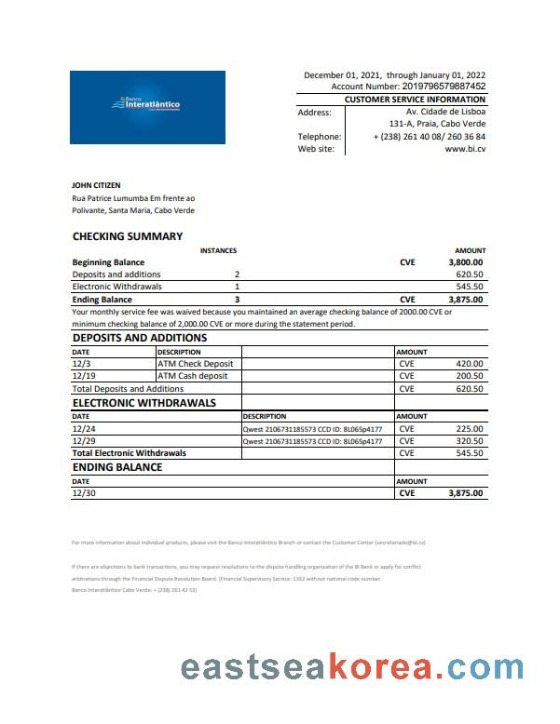 Banco
Interatlântico
December 01, 2021, through January 01, 2022
Account Number: 2019796579887452
CUSTOMER SERVICE INFORMATION
Address: Av. Cidade de Lisboa
131-A, Praia, Cabo Verde
Telephone: + (238) 261 40 08/ 260 36 84
Web site: www.bi.cv
JOHN CITIZEN
Rua Patrice Lumumba Em frente ao
Polivante, Santa Maria, Cabo Verde
CHECKING SUMMARY
INSTANCES AMOUNT
Beginning Balance CVE 3,800.00
Deposits and additions 2 620.50
Electronic Withdrawals 1 545.50
Ending Balance 3 CVE 3,875.00
Your monthly service fee was waived because you maintained an average checking balance of 2000.00 CVE or
minimum checking balance of 2,000.00 CVE or more during the statement period.
DEPOSITS AND ADDITIONS
DATE DESCRIPTION AMOUNT
12/3 ATM Check Deposit CVE 420.00
12/19 ATM Cash deposit CVE 200.50
Total Deposits and Additions CVE 620.50
ELECTRONIC WITHDRAWALS
DATE DESCRIPTION AMOUNT
12/24 Qwest 2106731185573 CCD ID: 8L065p4177 CVE 225.00
12/29 Qwest 2106731185573 CCD ID: 8L065p4177 CVE 320.50
Total Electronic Withdrawals CVE 545.50
ENDING BALANCE
DATE AMOUNT
12/30 CVE 3,875.00
For more information about individual products, please visit the Banco Interatlântico Branch or contact the Customer Center (secretariado@bi.cv)
If there are objections to bank transactions, you may request resolutions to the dispute handling organization of the BI Bank or apply for conflict
arbitrations through the Financial Dispute Resolution Board. (Financial Supervisory Service: 1332 without national code number.
Banco Interatlântico Cabo Verde: + (238) 261 42 53)
eastseakorea.com